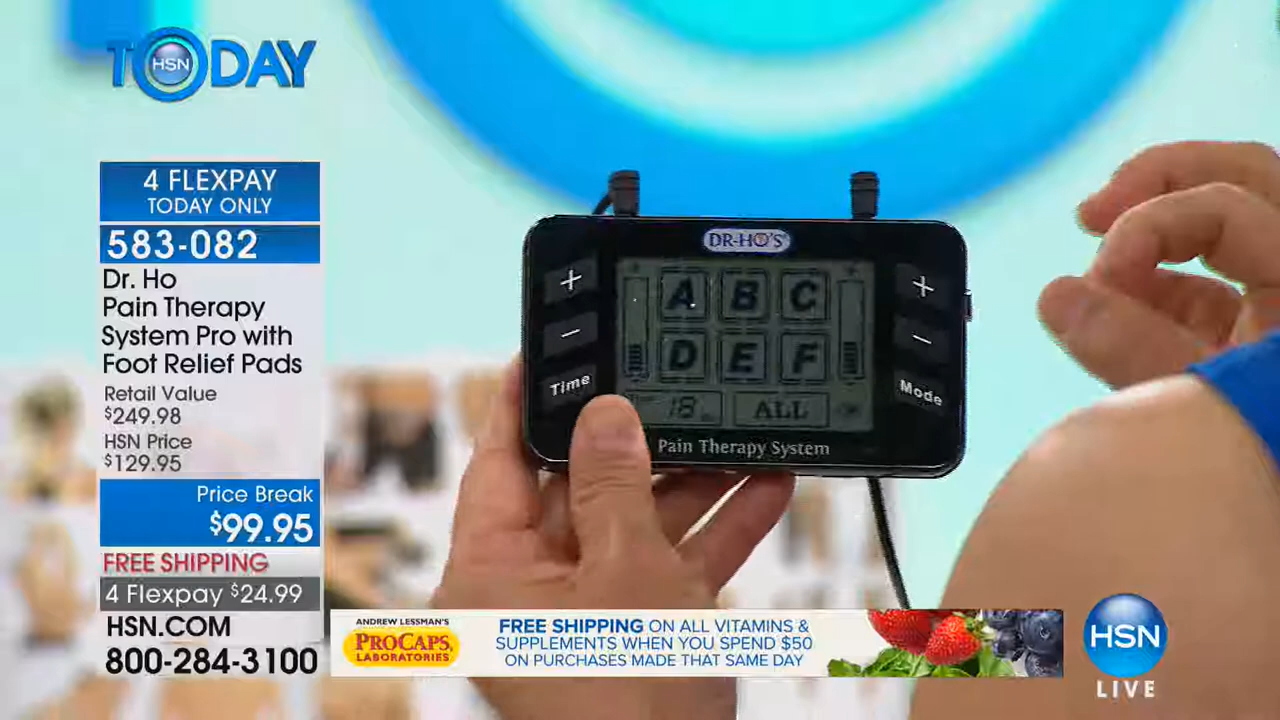 TODAY
HSN
4 FLEXPAY
TODAY ONLY
583-082
Dr. Ho
Pain Therapy
System Pro with
Foot Relief Pads
Retail Value
$249.98
HSN Price
$129.95
Price Break
$99.95
FREE SHIPPING
4 Flexpay $24.99
HSN.COM
800-284-3100
DR-HO'S
+
+
A B C
−
−
D E F
Time
Mode
18
ALL
Pain Therapy System
ANDREW LESSMAN'S
PROCAPS
LABORATORIES
FREE SHIPPING ON ALL VITAMINS &
SUPPLEMENTS WHEN YOU SPEND $50
ON PURCHASES MADE THAT SAME DAY
HSN
LIVE